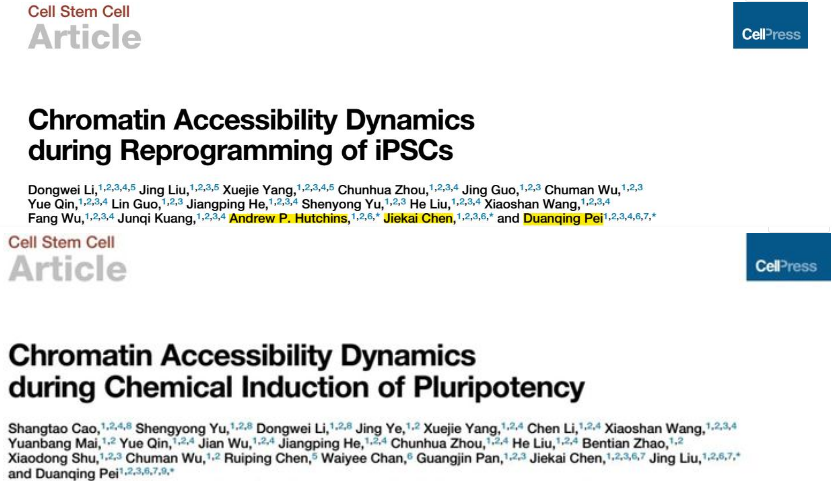 Cell Stem Cell
Article
CellPress
Chromatin Accessibility Dynamics
during Reprogramming of iPSCs
Dongwei Li,1,2,3,4,5 Jing Liu,1,2,3,5 Xuejie Yang,1,2,3,4,5 Chunhua Zhou,1,2,3,4 Jing Guo,1,2,3 Chuman Wu,1,2,3
Yue Qin,1,2,3,4 Lin Guo,1,2,3 Jiangping He,1,2,3,4 Shenyong Yu,1,2,3 He Liu,1,2,3,4 Xiaoshan Wang,1,2,3,4
Fang Wu,1,2,3,4 Junqi Kuang,1,2,3,4 Andrew P. Hutchins,1,2,6,* Jiekai Chen,1,2,3,6,* and Duanqing Pei1,2,3,4,6,7,*
Cell Stem Cell
Article
CellPress
Chromatin Accessibility Dynamics
during Chemical Induction of Pluripotency
Shangtao Cao,1,2,4,8 Shengyong Yu,1,2,8 Dongwei Li,1,2,8 Jing Ye,1,2 Xuejie Yang,1,2,4 Chen Li,1,2,4 Xiaoshan Wang,1,2,3,4
Yuanbang Mai,1,2 Yue Qin,1,2,4 Jian Wu,1,2,4 Jiangping He,1,2,4 Chunhua Zhou,1,2,4 He Liu,1,2,4 Bentian Zhao,1,2
Xiaodong Shu,1,2,3 Chuman Wu,1,2 Ruiping Chen,5 Waiyee Chan,6 Guangjin Pan,1,2,3 Jiekai Chen,1,2,3,6,7 Jing Liu,1,2,6,7,*
and Duanqing Pei1,2,3,6,7,9,*